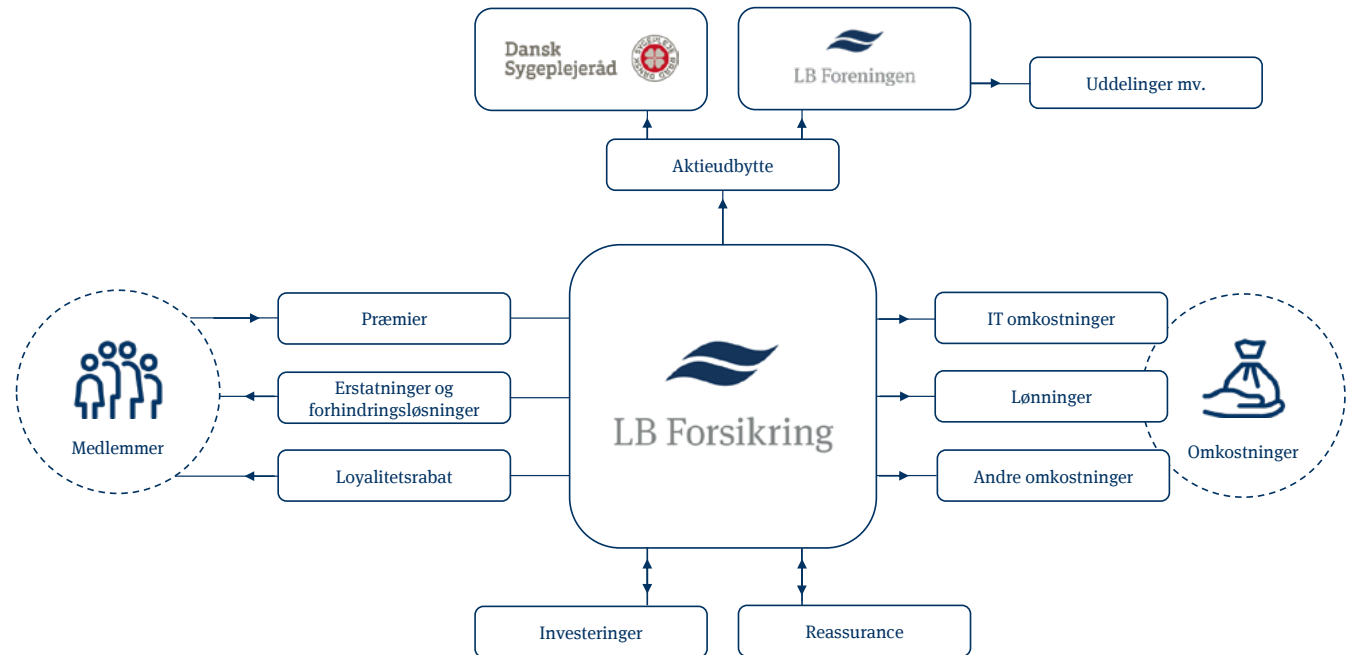 Dansk
Sygeplejeråd
LB Foreningen
Uddelinger mv.
Aktieudbytte
Præmier
Erstatninger og
forhindringsløsninger
Loyalitetsrabat
Medlemmer
LB Forsikring
IT omkostninger
Lønninger
Andre omkostninger
Omkostninger
Investeringer
Reassurance